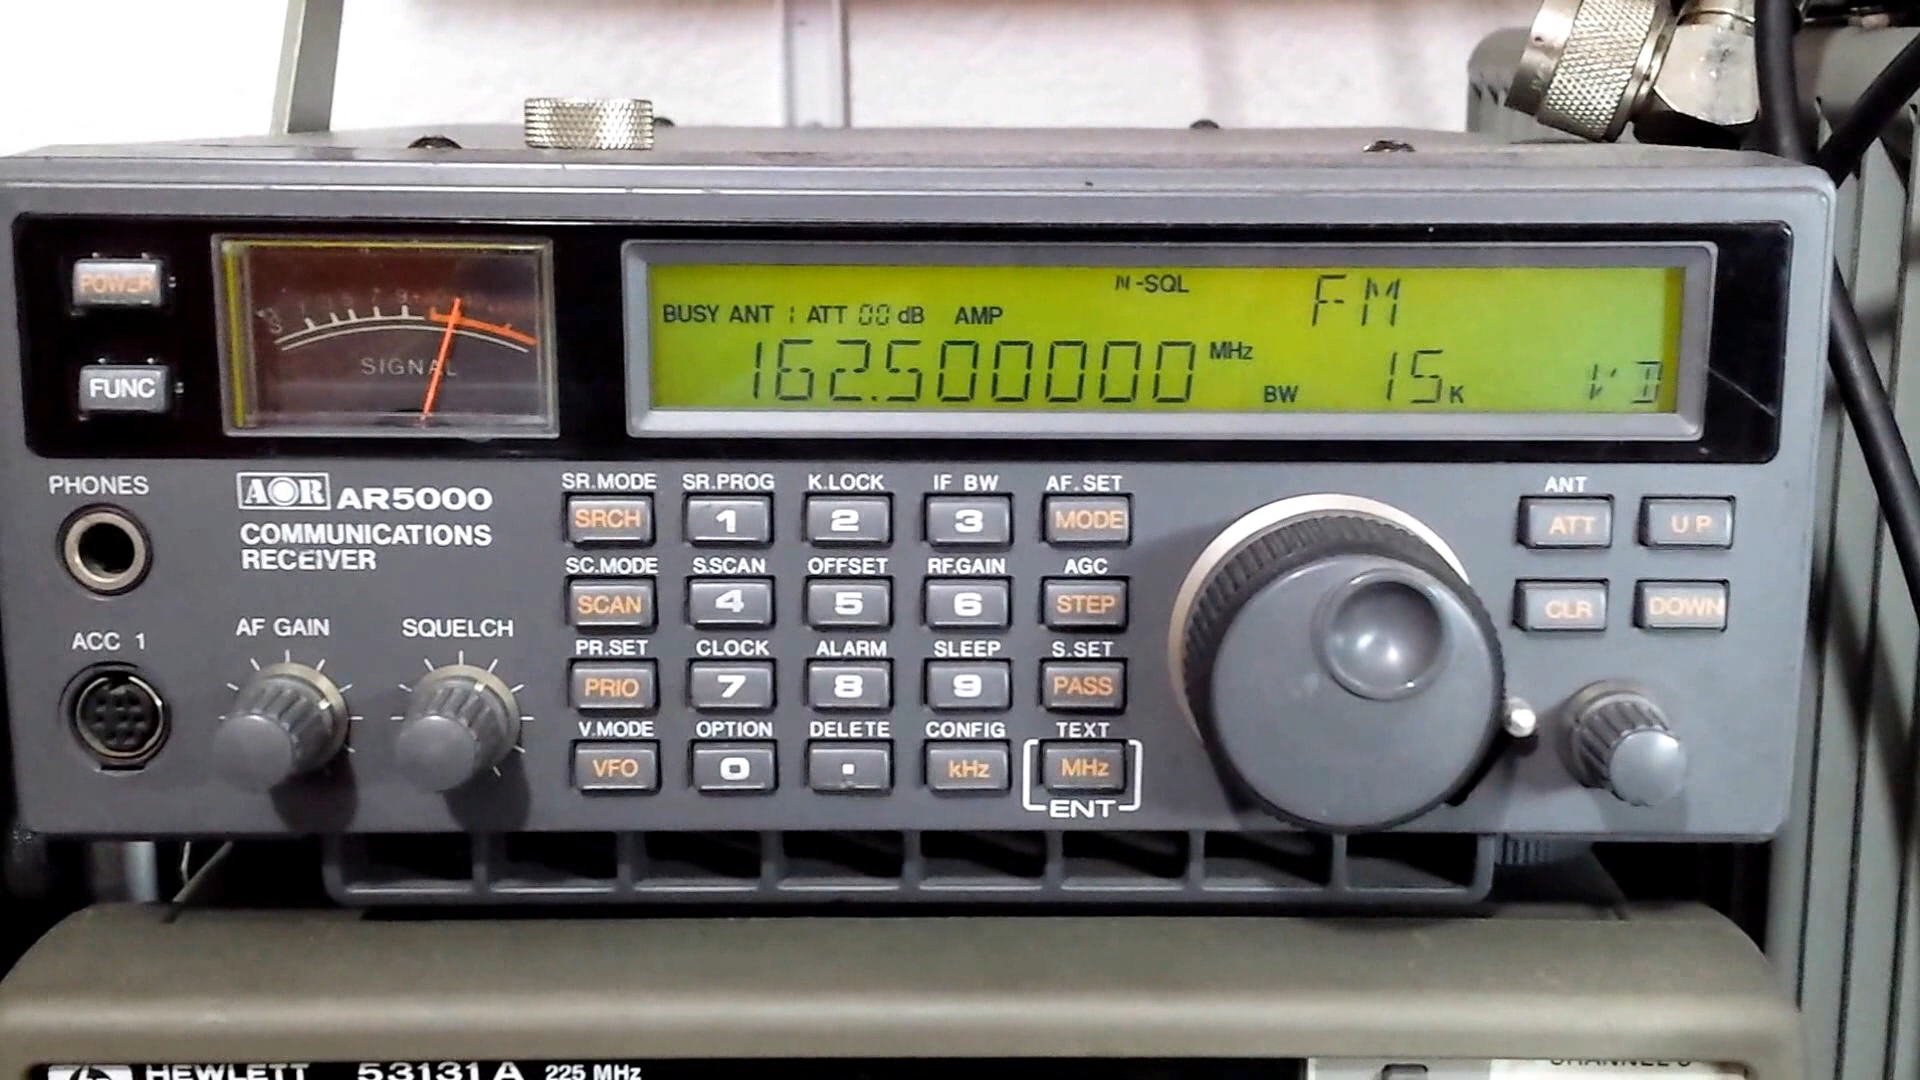 POWER
FUNC
SIGNAL
N-SQL FM
BUSY ANT 1 ATT 00 dB AMP
162.500000 MHz BW 15 K
PHONES
AOR AR5000
COMMUNICATIONS
RECEIVER
ACC 1
AF GAIN
SQUELCH
SR.MODE SR.PROG K.LOCK IF BW AF.SET
SRCH 1 2 3 MODE
SC.MODE S.SCAN OFFSET RF.GAIN AGC
SCAN 4 5 6 STEP
PR.SET CLOCK ALARM SLEEP S.SET
PRIO 7 8 9 PASS
V.MODE OPTION DELETE CONFIG TEXT
VFO 0 . kHz MHz
ENT
ANT
ATT UP
CLR DOWN
hp HEWLETT 53131A 225 MHz